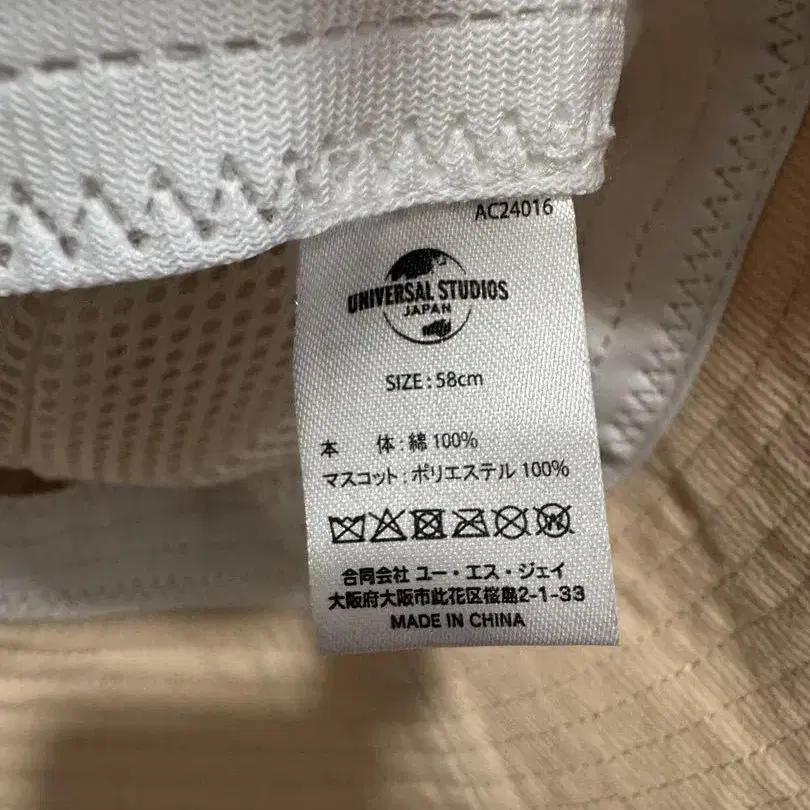 AC24016
UNIVERSAL STUDIOS
JAPAN
SIZE : 58cm
本　体 : 綿 100%
マスコット : ポリエステル 100%
合同会社 ユー・エス・ジェイ
大阪府大阪市此花区桜島2-1-33
MADE IN CHINA